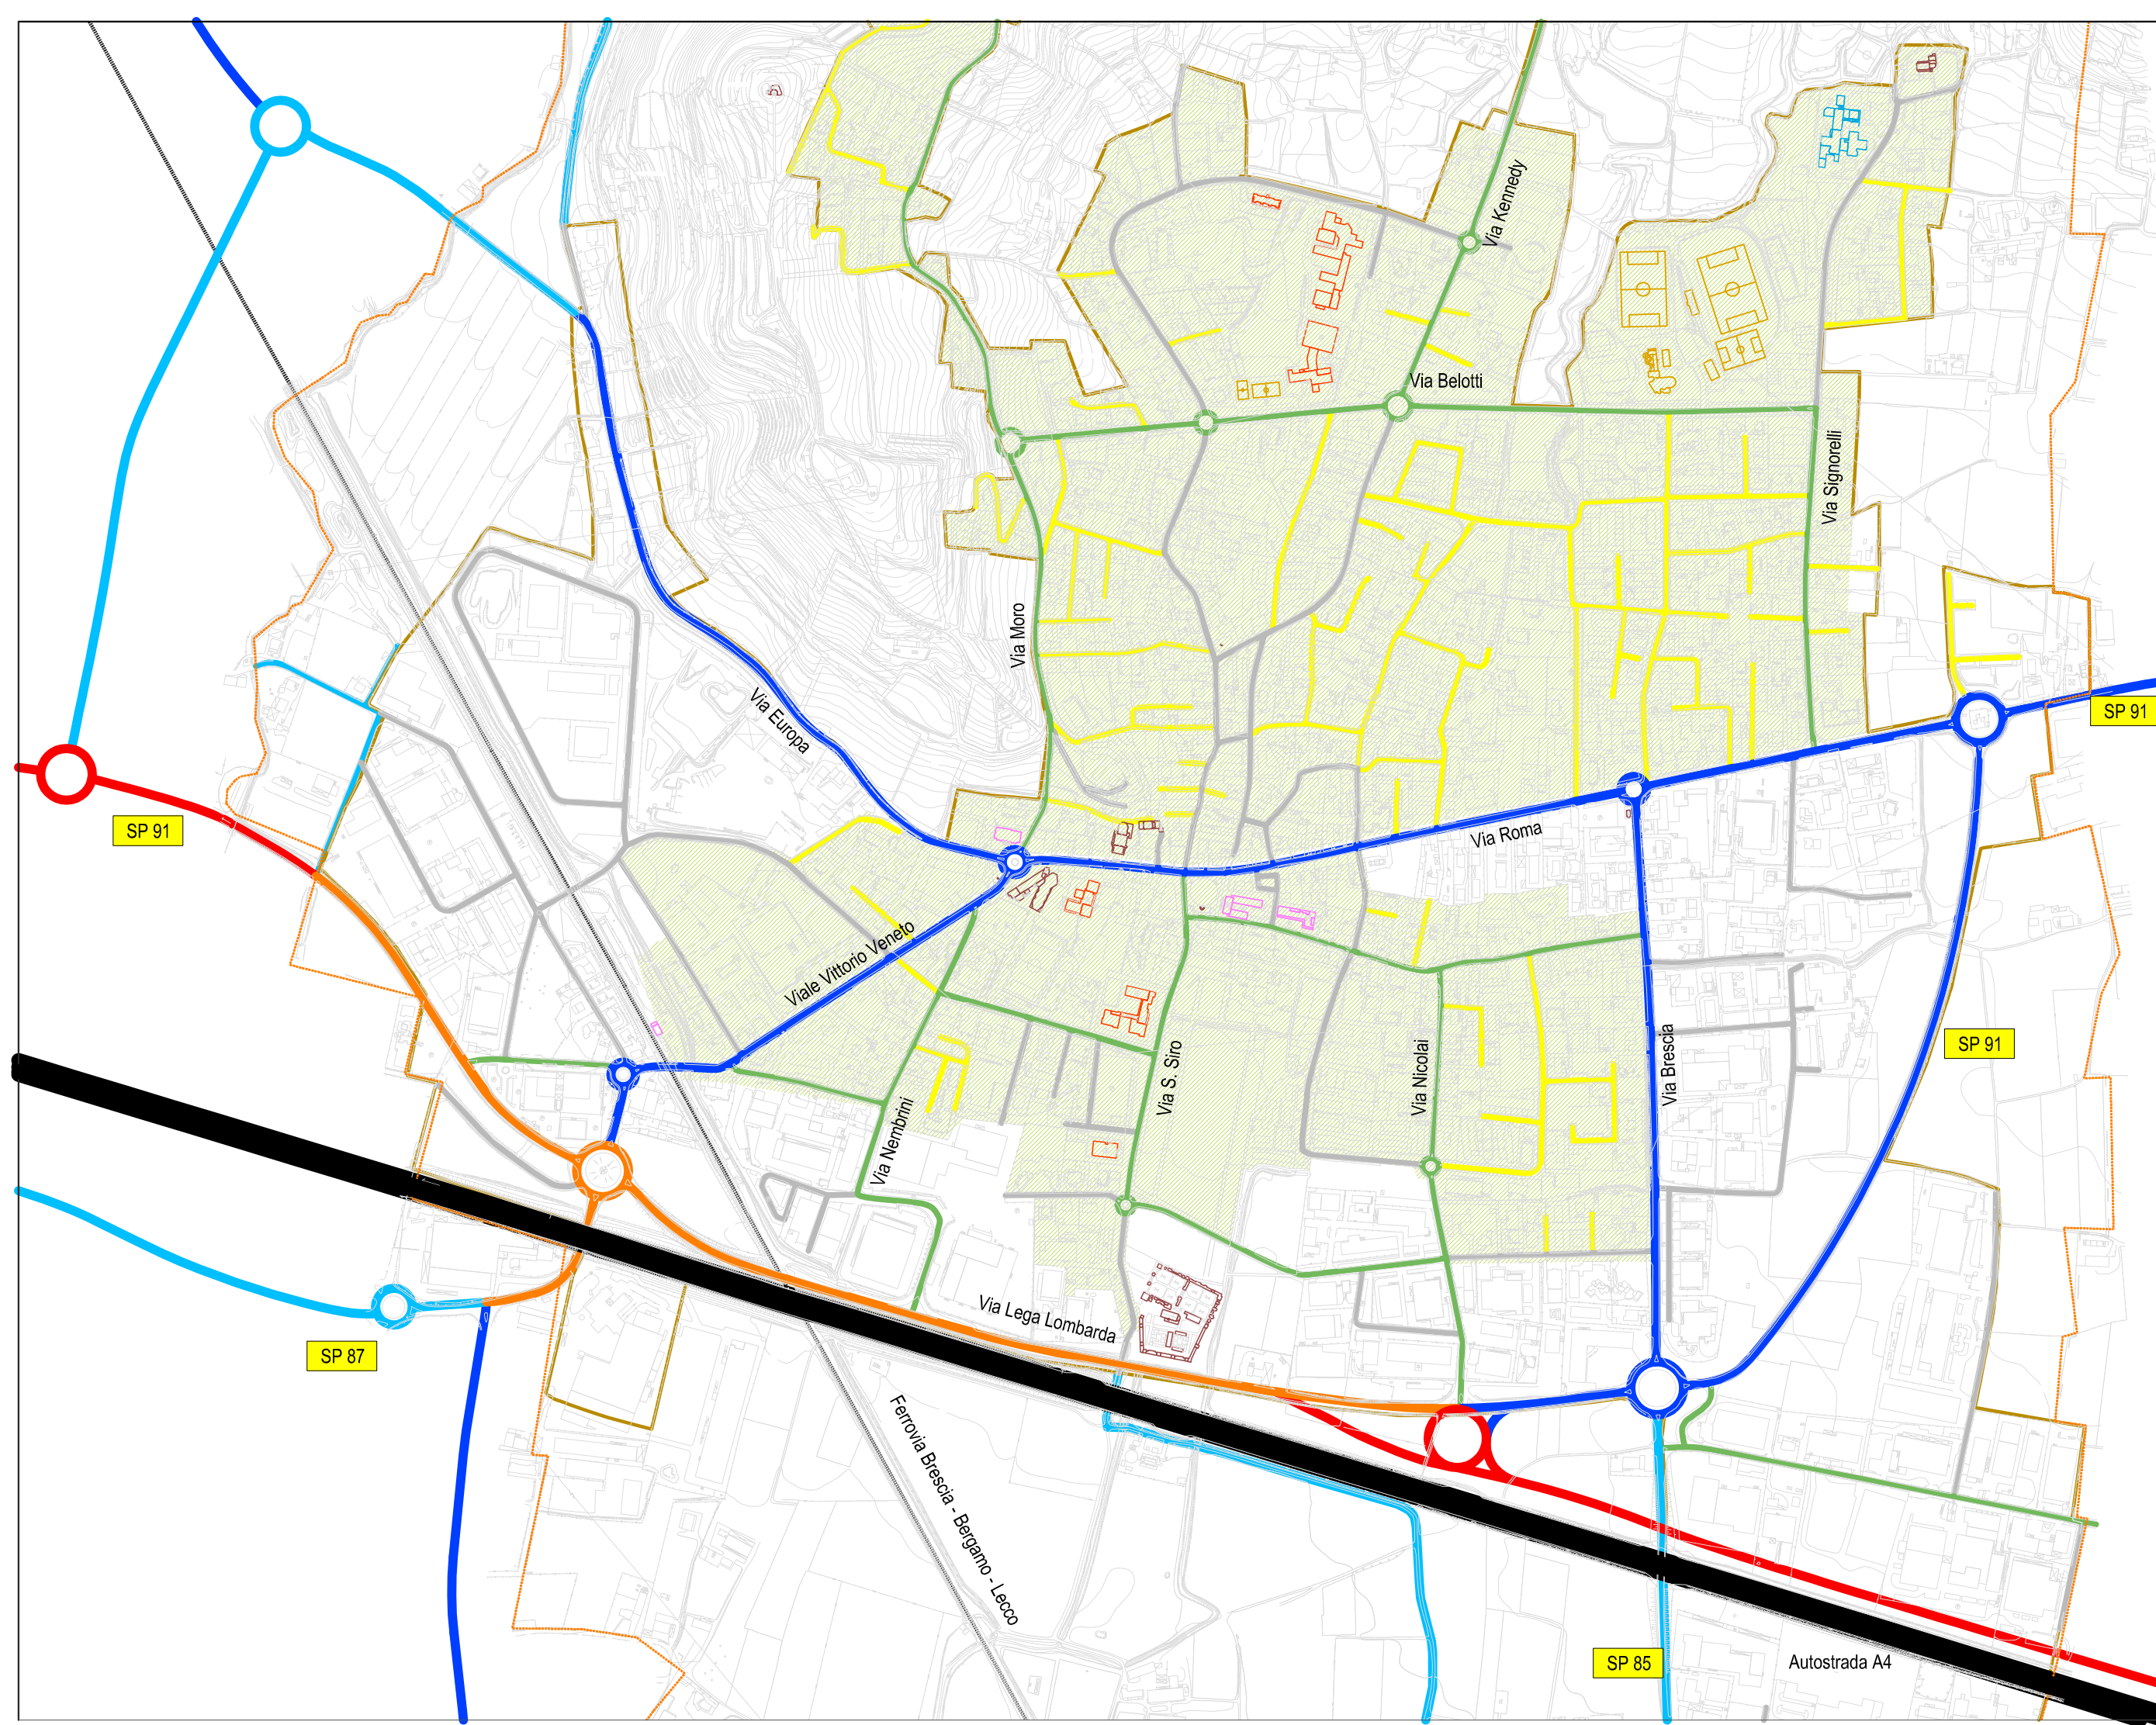 Via Kennedy
Via Belotti
Via Signorelli
Via Moro
Via Europa
SP 91
SP 91
Via Roma
Viale Vittorio Veneto
SP 91
Via S. Siro
Via Nicolai
Via Brescia
Via Nembrini
Via Lega Lombarda
SP 87
Ferrovia Brescia - Bergamo - Lecco
SP 85
Autostrada A4